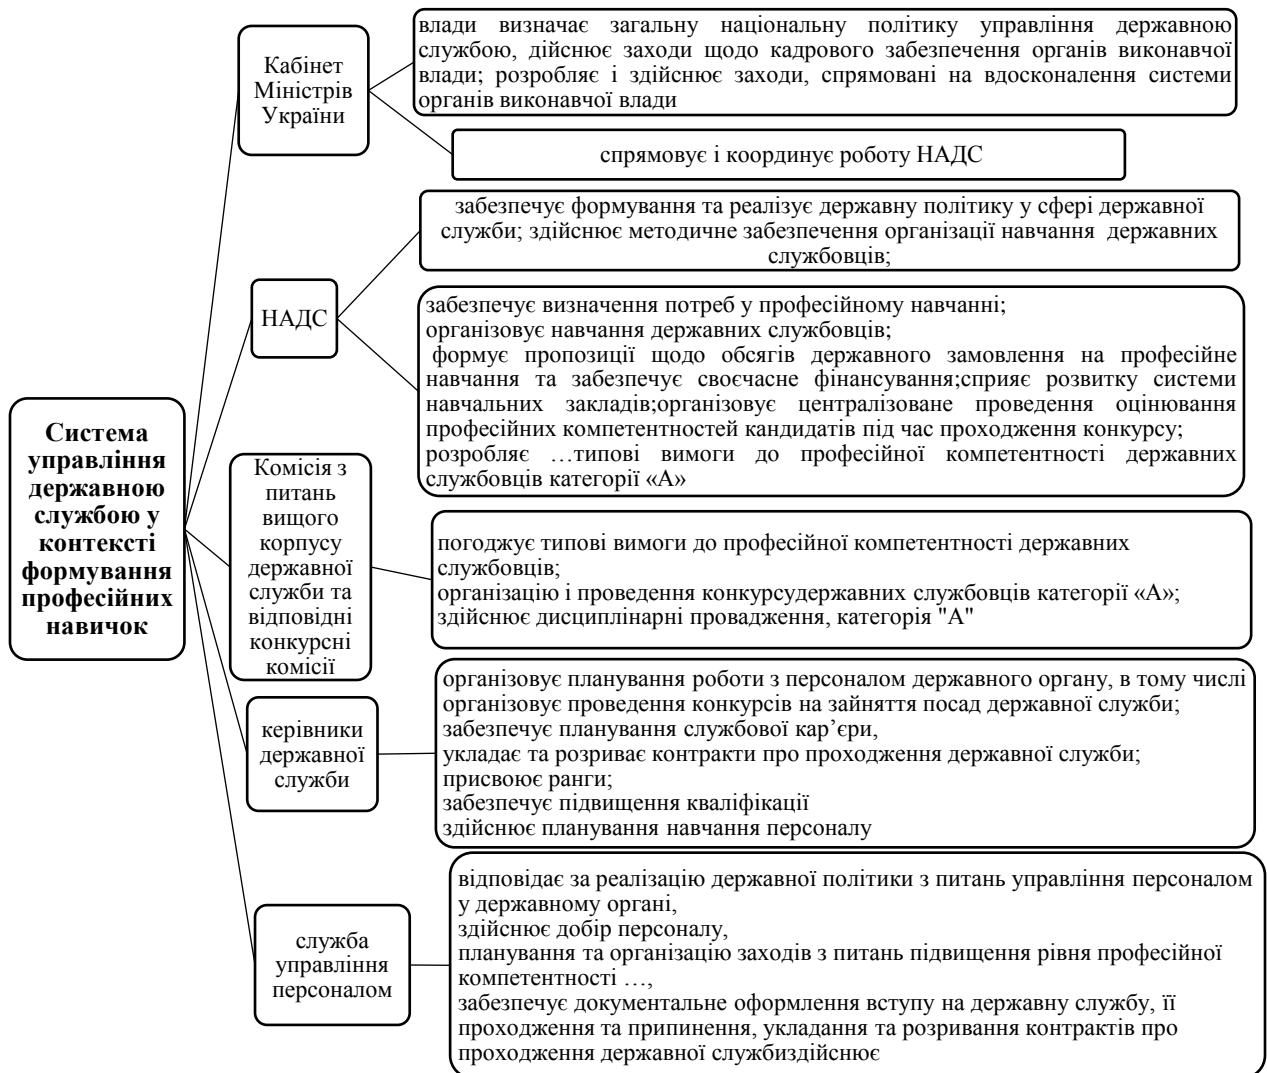 Система
управління
державною
службою у
контексті
формування
професійних
навичок
Кабінет
Міністрів
України
влади визначає загальну національну політику управління державною
службою, дійснює заходи щодо кадрового забезпечення органів виконавчої
влади; розробляє і здійснює заходи, спрямовані на вдосконалення системи
органів виконавчої влади
спрямовує і координує роботу НАДС
НАДС
забезпечує формування та реалізує державну політику у сфері державної
служби; здійснює методичне забезпечення організації навчання державних
службовців;
забезпечує визначення потреб у професійному навчанні;
організовує навчання державних службовців;
формує пропозиції щодо обсягів державного замовлення на професійне
навчання та забезпечує своєчасне фінансування;сприяє розвитку системи
навчальних закладів;організовує централізоване проведення оцінювання
професійних компетентностей кандидатів під час проходження конкурсу;
розробляє …типові вимоги до професійної компетентності державних
службовців категорії «А»
Комісія з
питань
вищого
корпусу
державної
служби та
відповідні
конкурсні
комісії
погоджує типові вимоги до професійної компетентності державних
службовців;
організацію і проведення конкурсудержавних службовців категорії «А»;
здійснює дисциплінарні провадження, категорія "А"
керівники
державної
служби
організовує планування роботи з персоналом державного органу, в тому числі
організовує проведення конкурсів на зайняття посад державної служби;
забезпечує планування службової кар’єри,
укладає та розриває контракти про проходження державної служби;
присвоює ранги;
забезпечує підвищення кваліфікації
здійснює планування навчання персоналу
служба
управління
персоналом
відповідає за реалізацію державної політики з питань управління персоналом
у державному органі,
здійснює добір персоналу,
планування та організацію заходів з питань підвищення рівня професійної
компетентності …,
забезпечує документальне оформлення вступу на державну службу, її
проходження та припинення, укладання та розривання контрактів про
проходження державної службиздійснює